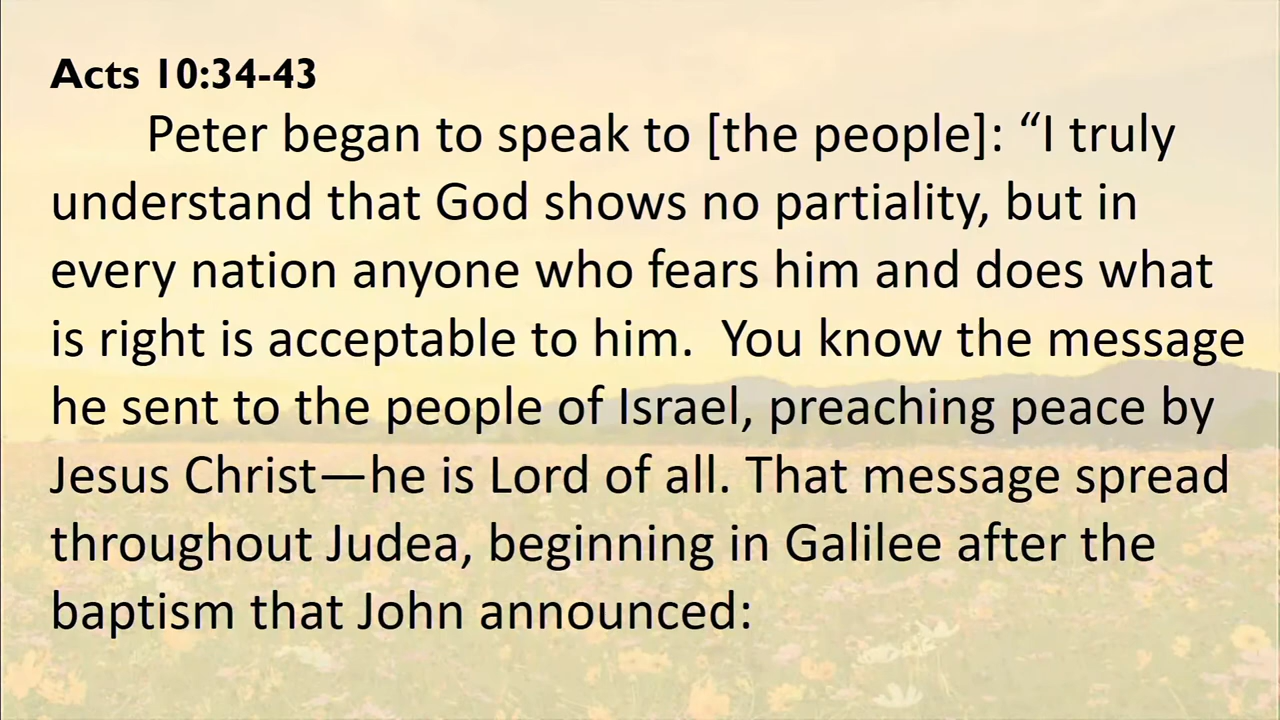 Acts 10:34-43
Peter began to speak to [the people]: “I truly
understand that God shows no partiality, but in
every nation anyone who fears him and does what
is right is acceptable to him.  You know the message
he sent to the people of Israel, preaching peace by
Jesus Christ—he is Lord of all. That message spread
throughout Judea, beginning in Galilee after the
baptism that John announced: